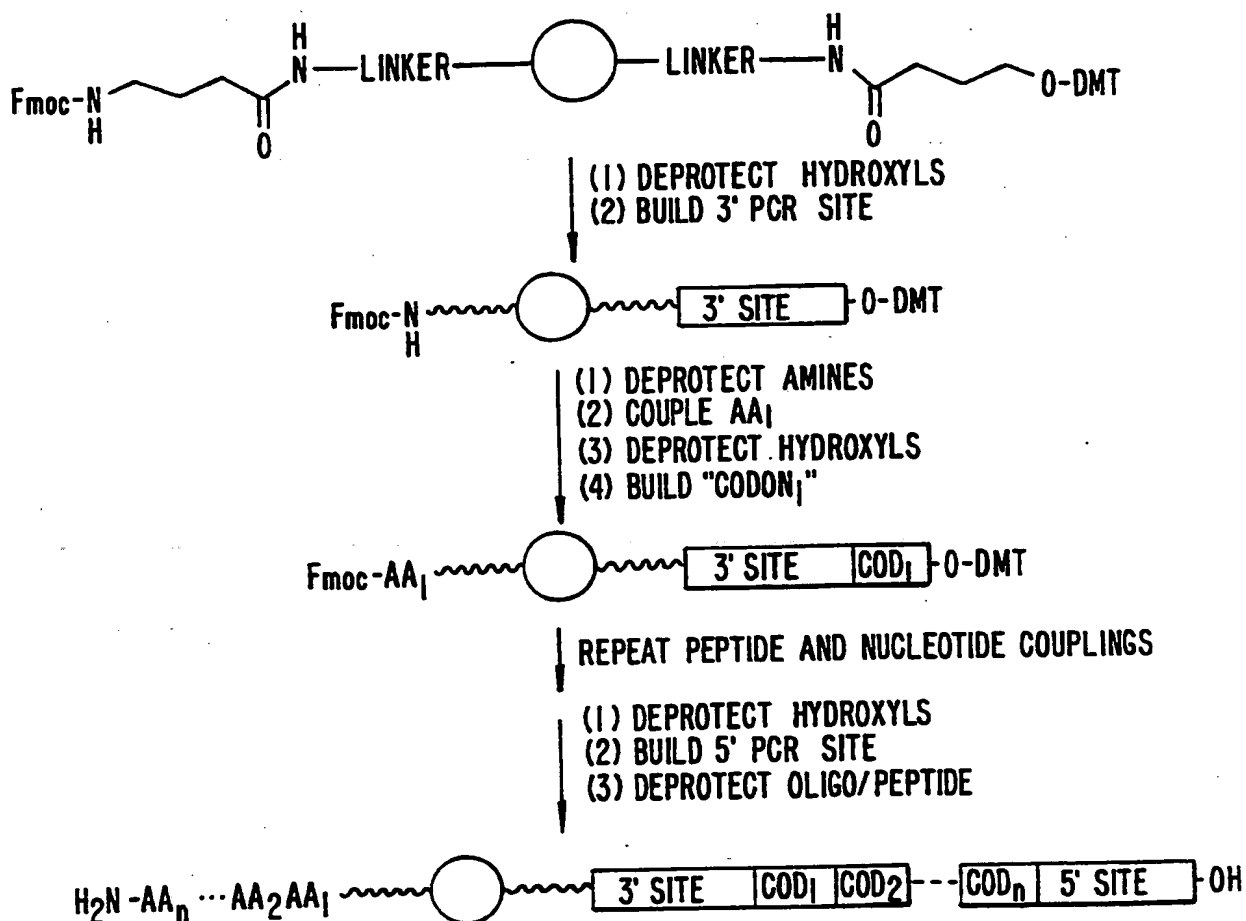 H H
N—LINKER N
LINKER
Fmoc-N O-DMT
H O O
(1) DEPROTECT HYDROXYLS
(2) BUILD 3' PCR SITE
Fmoc-N 3' SITE -O-DMT
H
(1) DEPROTECT AMINES
(2) COUPLE AA1
(3) DEPROTECT HYDROXYLS
(4) BUILD "CODON1"
Fmoc-AA1 3' SITE COD1 -O-DMT
REPEAT PEPTIDE AND NUCLEOTIDE COUPLINGS
(1) DEPROTECT HYDROXYLS
(2) BUILD 5' PCR SITE
(3) DEPROTECT OLIGO/PEPTIDE
H2N-AAn ··· AA2AA1 3' SITE COD1 COD2 --- CODn 5' SITE -OH